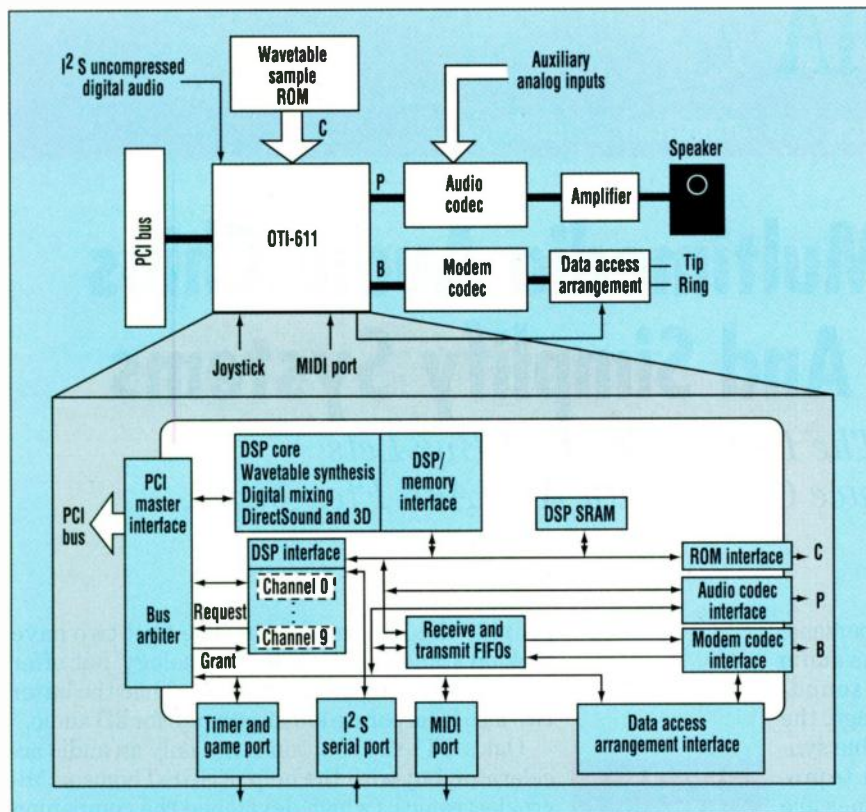 I² S uncompressed
digital audio
Wavetable
sample
ROM
C
Auxiliary
analog inputs
Speaker
PCI bus
OTI-611
P
Audio
codec
Amplifier
B
Modem
codec
Data access
arrangement
Tip
Ring
Joystick
MIDI port
PCI
bus
PCI
master
interface
Bus
arbiter
DSP core
Wavetable synthesis
Digital mixing
DirectSound and 3D
DSP/
memory
interface
DSP SRAM
DSP interface
Channel 0
Channel 9
Request
Grant
Receive and
transmit FIFOs
ROM interface
C
Audio codec
interface
P
Modem codec
interface
B
Timer and
game port
I² S
serial port
MIDI
port
Data access
arrangement interface